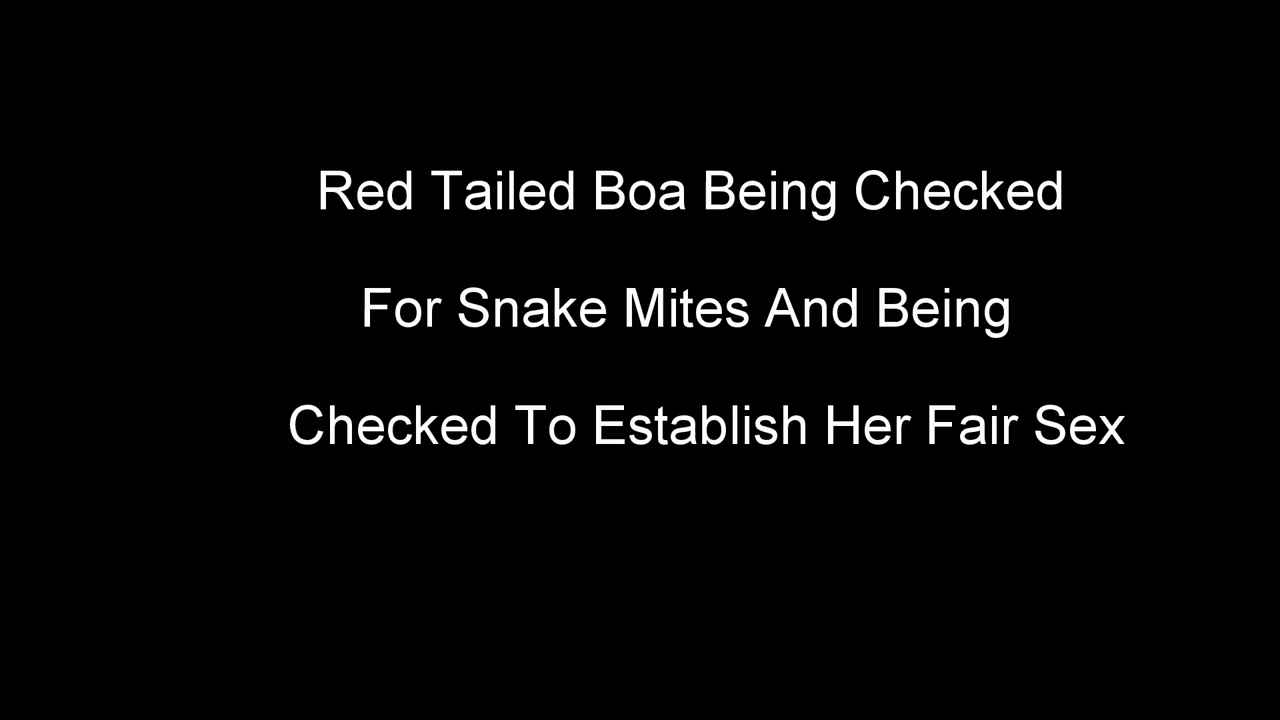 Red Tailed Boa Being Checked
For Snake Mites And Being
Checked To Establish Her Fair Sex